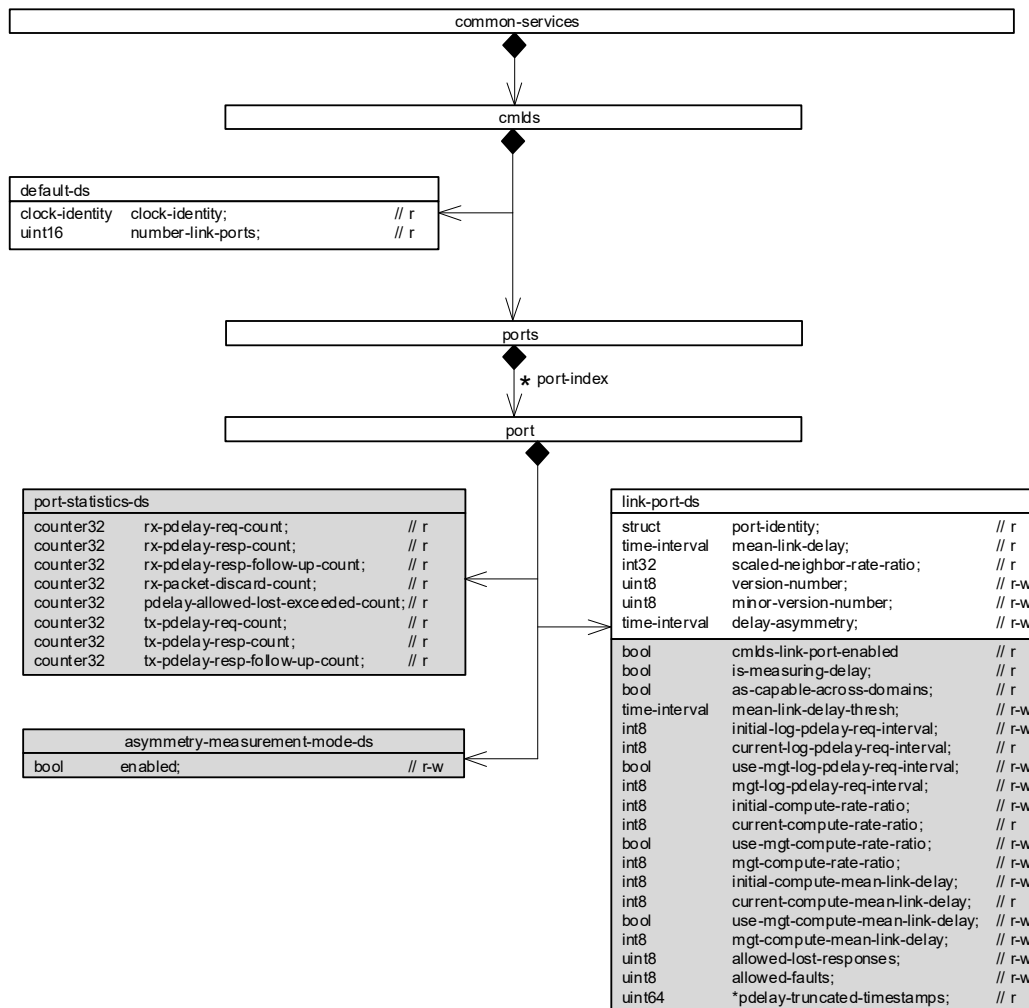 common-services
cmlds
default-ds
clock-identity clock-identity; // r
uint16 number-link-ports; // r
ports
* port-index
port
port-statistics-ds
counter32 rx-pdelay-req-count; // r
counter32 rx-pdelay-resp-count; // r
counter32 rx-pdelay-resp-follow-up-count; // r
counter32 rx-packet-discard-count; // r
counter32 pdelay-allowed-lost-exceeded-count; // r
counter32 tx-pdelay-req-count; // r
counter32 tx-pdelay-resp-count; // r
counter32 tx-pdelay-resp-follow-up-count; // r
asymmetry-measurement-mode-ds
bool enabled; // r-w
link-port-ds
struct port-identity; // r
time-interval mean-link-delay; // r
int32 scaled-neighbor-rate-ratio; // r
uint8 version-number; // r-w
uint8 minor-version-number; // r-w
time-interval delay-asymmetry; // r-w
bool cmlds-link-port-enabled // r
bool is-measuring-delay; // r
bool as-capable-across-domains; // r
time-interval mean-link-delay-thresh; // r-w
int8 initial-log-pdelay-req-interval; // r-w
int8 current-log-pdelay-req-interval; // r
bool use-mgt-log-pdelay-req-interval; // r-w
int8 mgt-log-pdelay-req-interval; // r-w
int8 initial-compute-rate-ratio; // r-w
int8 current-compute-rate-ratio; // r
bool use-mgt-compute-rate-ratio; // r-w
int8 mgt-compute-rate-ratio; // r-w
int8 initial-compute-mean-link-delay; // r-w
int8 current-compute-mean-link-delay; // r
bool use-mgt-compute-mean-link-delay; // r-w
int8 mgt-compute-mean-link-delay; // r-w
uint8 allowed-lost-responses; // r-w
uint8 allowed-faults; // r-w
uint64 *pdelay-truncated-timestamps; // r